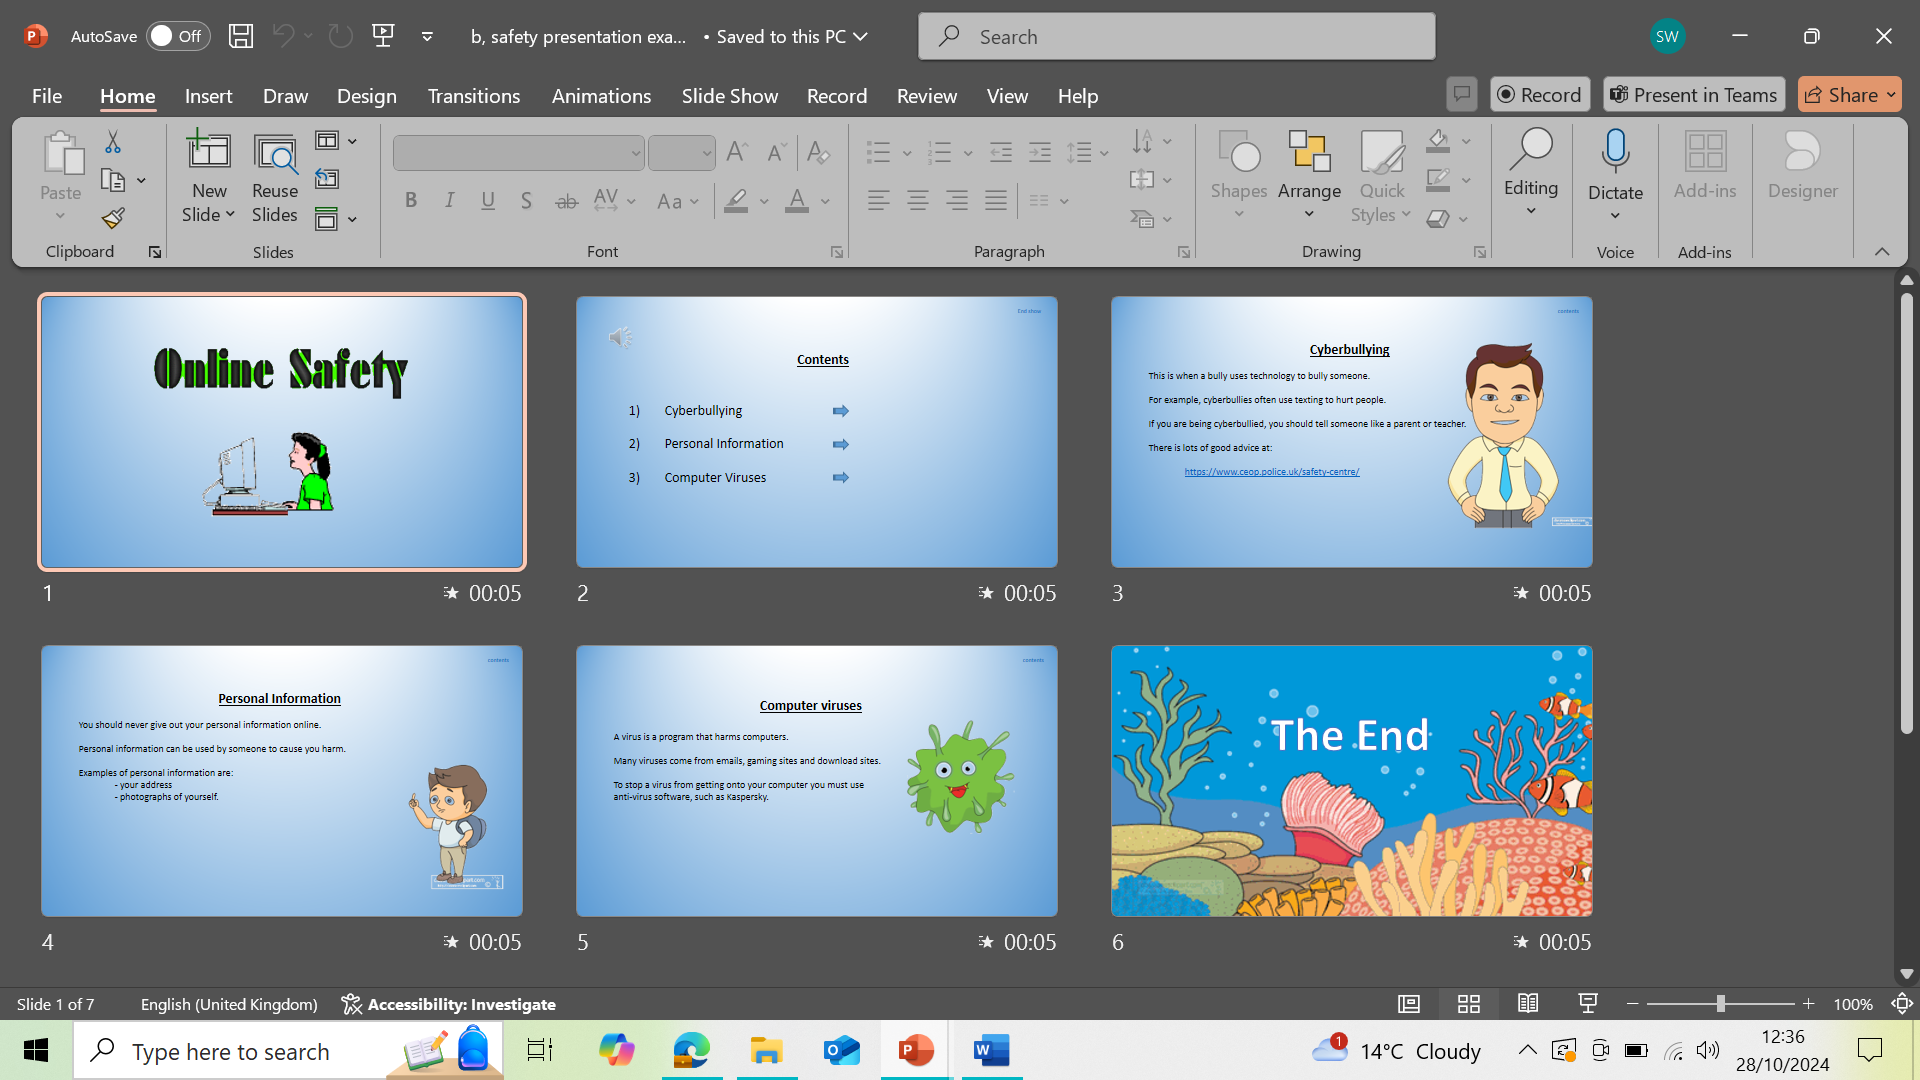 AutoSave Off b, safety presentation exa... • Saved to this PC Search SW
File Home Insert Draw Design Transitions Animations Slide Show Record Review View Help Record Present in Teams Share
Paste New Slide Reuse Slides B I U S ab AV Aa A Shapes Arrange Quick Styles Editing Dictate Add-ins Designer
Clipboard Slides Font Paragraph Drawing Voice Add-ins
Online Safety
1 00:05
End show
Contents
1) Cyberbullying
2) Personal Information
3) Computer Viruses
2 00:05
contents
Cyberbullying
This is when a bully uses technology to bully someone.
For example, cyberbullies often use texting to hurt people.
If you are being cyberbullied, you should tell someone like a parent or teacher.
There is lots of good advice at:
https://www.ceop.police.uk/safety-centre/
3 00:05
contents
Personal Information
You should never give out your personal information online.
Personal information can be used by someone to cause you harm.
Examples of personal information are:
- your address
- photographs of yourself.
4 00:05
contents
Computer viruses
A virus is a program that harms computers.
Many viruses come from emails, gaming sites and download sites.
To stop a virus from getting onto your computer you must use
anti-virus software, such as Kaspersky.
5 00:05
The End
6 00:05
Slide 1 of 7 English (United Kingdom) Accessibility: Investigate 100%
Type here to search 1 14°C Cloudy 12:36
28/10/2024